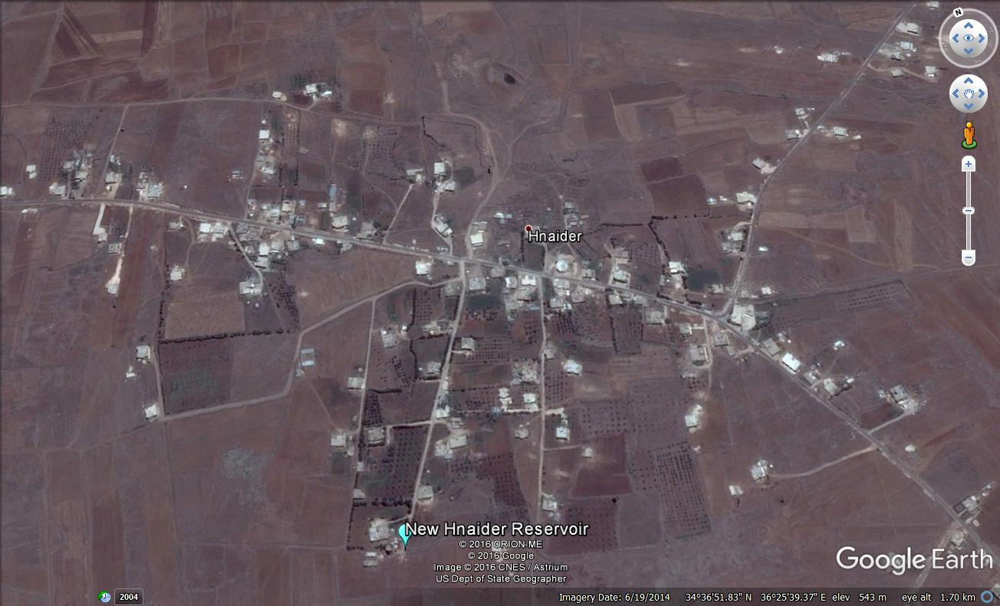 N
Hnaider
New Hnaider Reservoir
© 2016 ORION-ME
© 2016 Google
Image © 2016 CNES / Astrium
US Dept of State Geographer
Google Earth
2004
Imagery Date: 6/19/2014 34°36'51.83" N 36°25'39.37" E elev 543 m eye alt 1.70 km